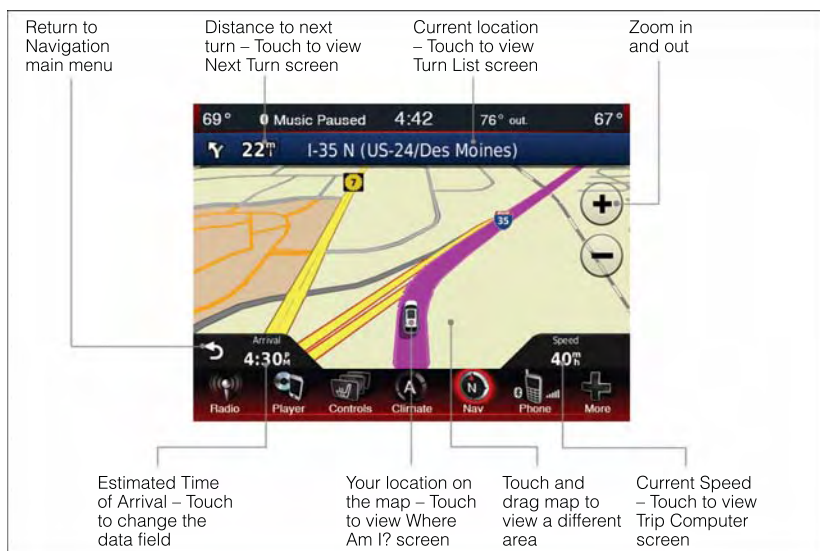 Return to
Navigation
main menu
Distance to next
turn – Touch to view
Next Turn screen
Current location
– Touch to view
Turn List screen
Zoom in
and out
69° Music Paused 4:42 76° out. 67°
22 mi I-35 N (US-24/Des Moines)
7
35
Arrival
4:30 PM
Speed
40 mh
Radio Player Controls Climate Nav Phone More
A
N
Estimated Time
of Arrival – Touch
to change the
data field
Your location on
the map – Touch
to view Where
Am I? screen
Touch and
drag map to
view a different
area
Current Speed
– Touch to view
Trip Computer
screen